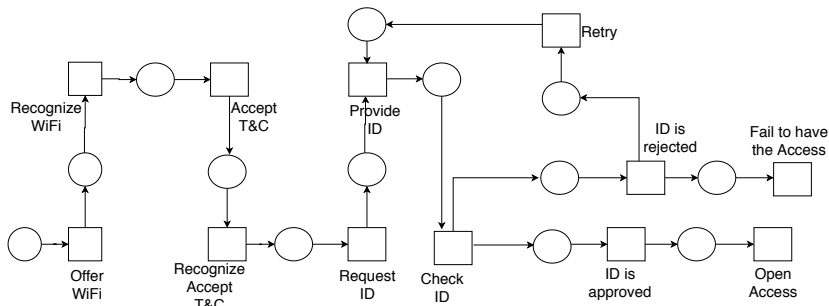 Retry
Recognize
WiFi
Accept
T&C
Provide
ID
ID is
rejected
Fail to have
the Access
Offer
WiFi
Recognize
Accept
T&C
Request
ID
Check
ID
ID is
approved
Open
Access